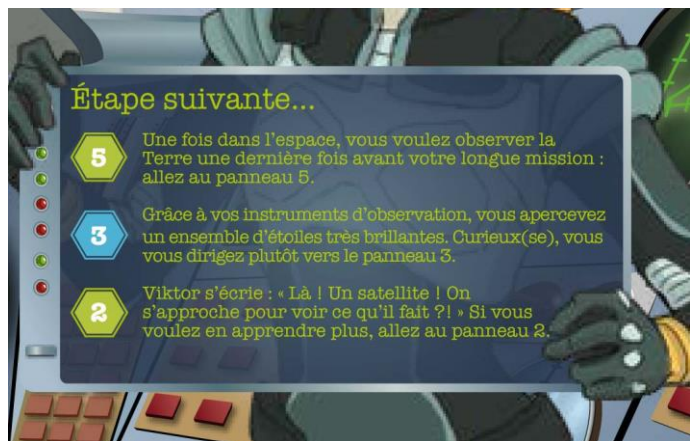 Étape suivante...
5
Une fois dans l'espace, vous voulez observer la
Terre une dernière fois avant votre longue mission :
allez au panneau 5.
3
Grâce à vos instruments d'observation, vous apercevez
un ensemble d'étoiles très brillantes. Curieux(se), vous
vous dirigez plutôt vers le panneau 3.
2
Viktor s'écrie : « Là ! Un satellite ! On
s'approche pour voir ce qu'il fait ?! » Si vous
voulez en apprendre plus, allez au panneau 2.